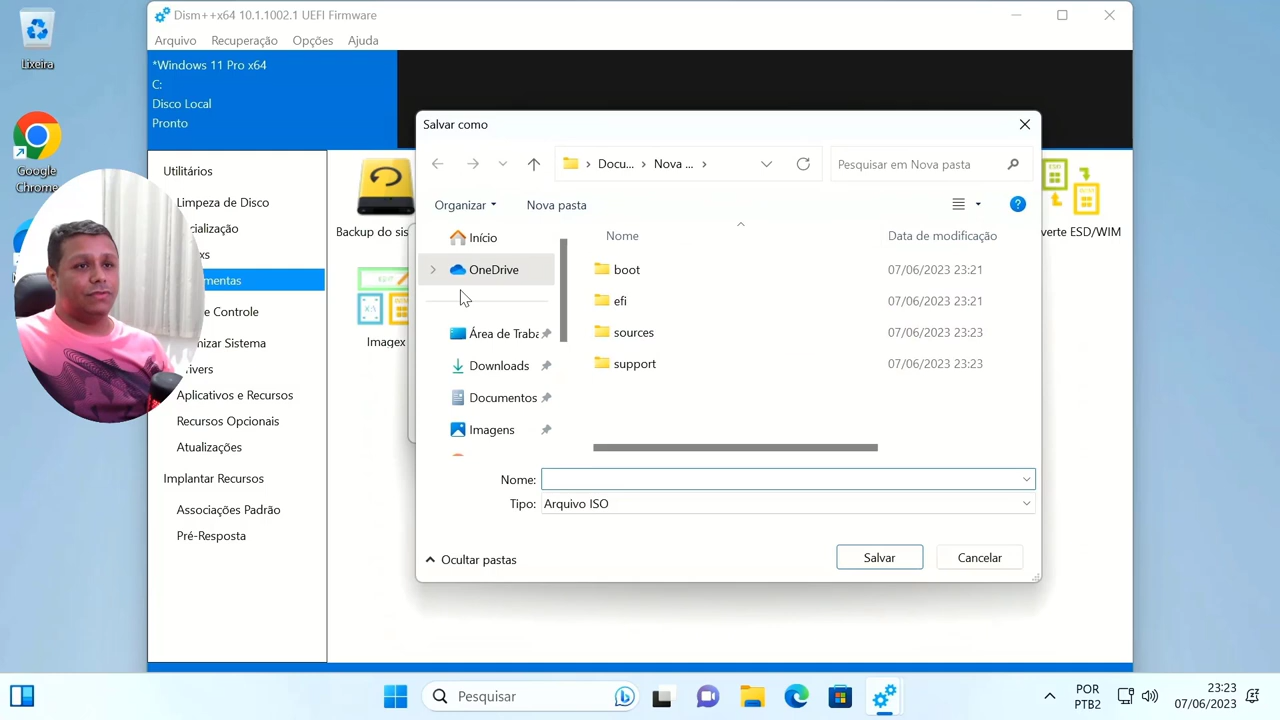 Lixeira
Google
Chrome
Dism++x64 10.1.1002.1 UEFI Firmware
Arquivo Recuperação Opções Ajuda
*Windows 11 Pro x64
C:
Disco Local
Pronto
Utilitários
Limpeza de Disco
Controle
Sistema
Aplicativos e Recursos
Recursos Opcionais
Atualizações
Implantar Recursos
Associações Padrão
Pré-Resposta
Backup do sis
Imagex
erte ESD/WIM
Salvar como
Docu... Nova ...
Pesquisar em Nova pasta
Organizar Nova pasta
Início
OneDrive
Área de Traba
Downloads
Documentos
Imagens
Nome Data de modificação
boot 07/06/2023 23:21
efi 07/06/2023 23:21
sources 07/06/2023 23:23
support 07/06/2023 23:23
Nome:
Tipo: Arquivo ISO
Ocultar pastas
Salvar Cancelar
Pesquisar
POR
PTB2
23:23
07/06/2023